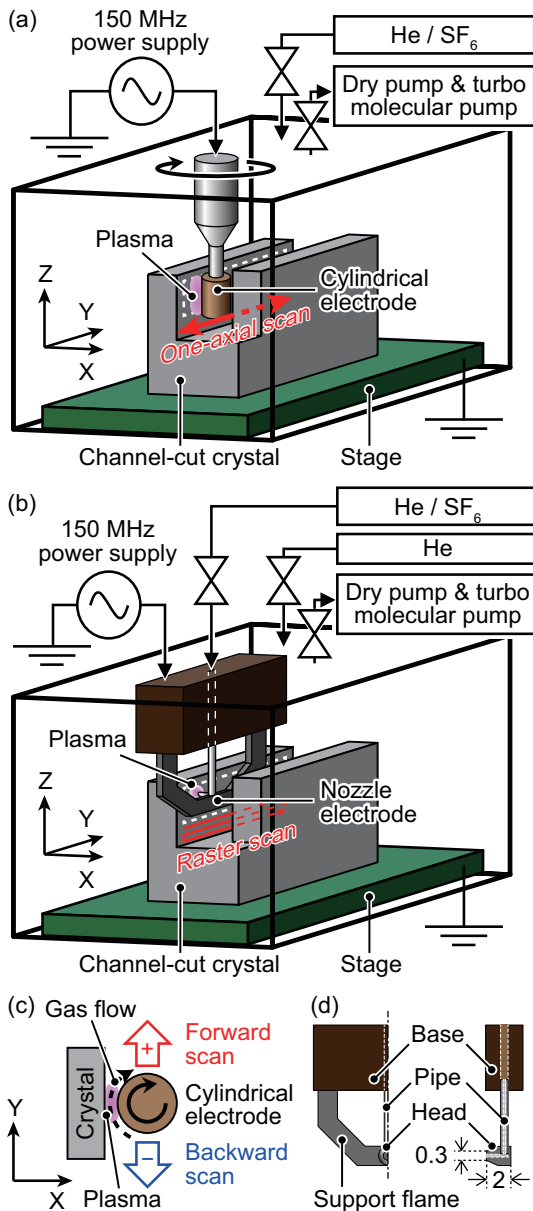 (a)
150 MHz
power supply
He / SF6
Dry pump & turbo
molecular pump
Plasma
Cylindrical
electrode
Z
Y
X
One-axial scan
Channel-cut crystal
Stage
(b)
150 MHz
power supply
He / SF6
He
Dry pump & turbo
molecular pump
Plasma
Nozzle
electrode
Z
Y
X
Raster scan
Channel-cut crystal
Stage
(c)
Gas flow
Forward
scan
+
Crystal
Cylindrical
electrode
−
Backward
scan
Y
X
Plasma
(d)
Base
Pipe
Head
0.3
2
Support flame